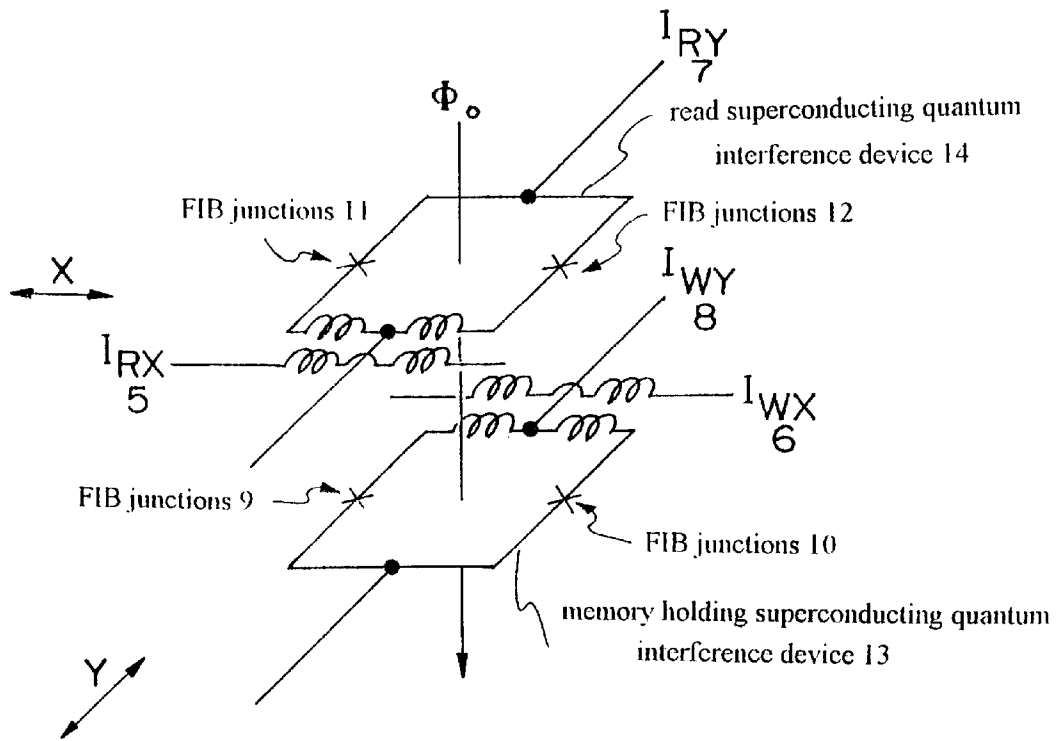 I RY
7
Φ o
read superconducting quantum
interference device 14
FIB junctions 11
FIB junctions 12
X
I WY
8
I RX
5
I WX
6
FIB junctions 9
FIB junctions 10
memory holding superconducting quantum
interference device 13
Y